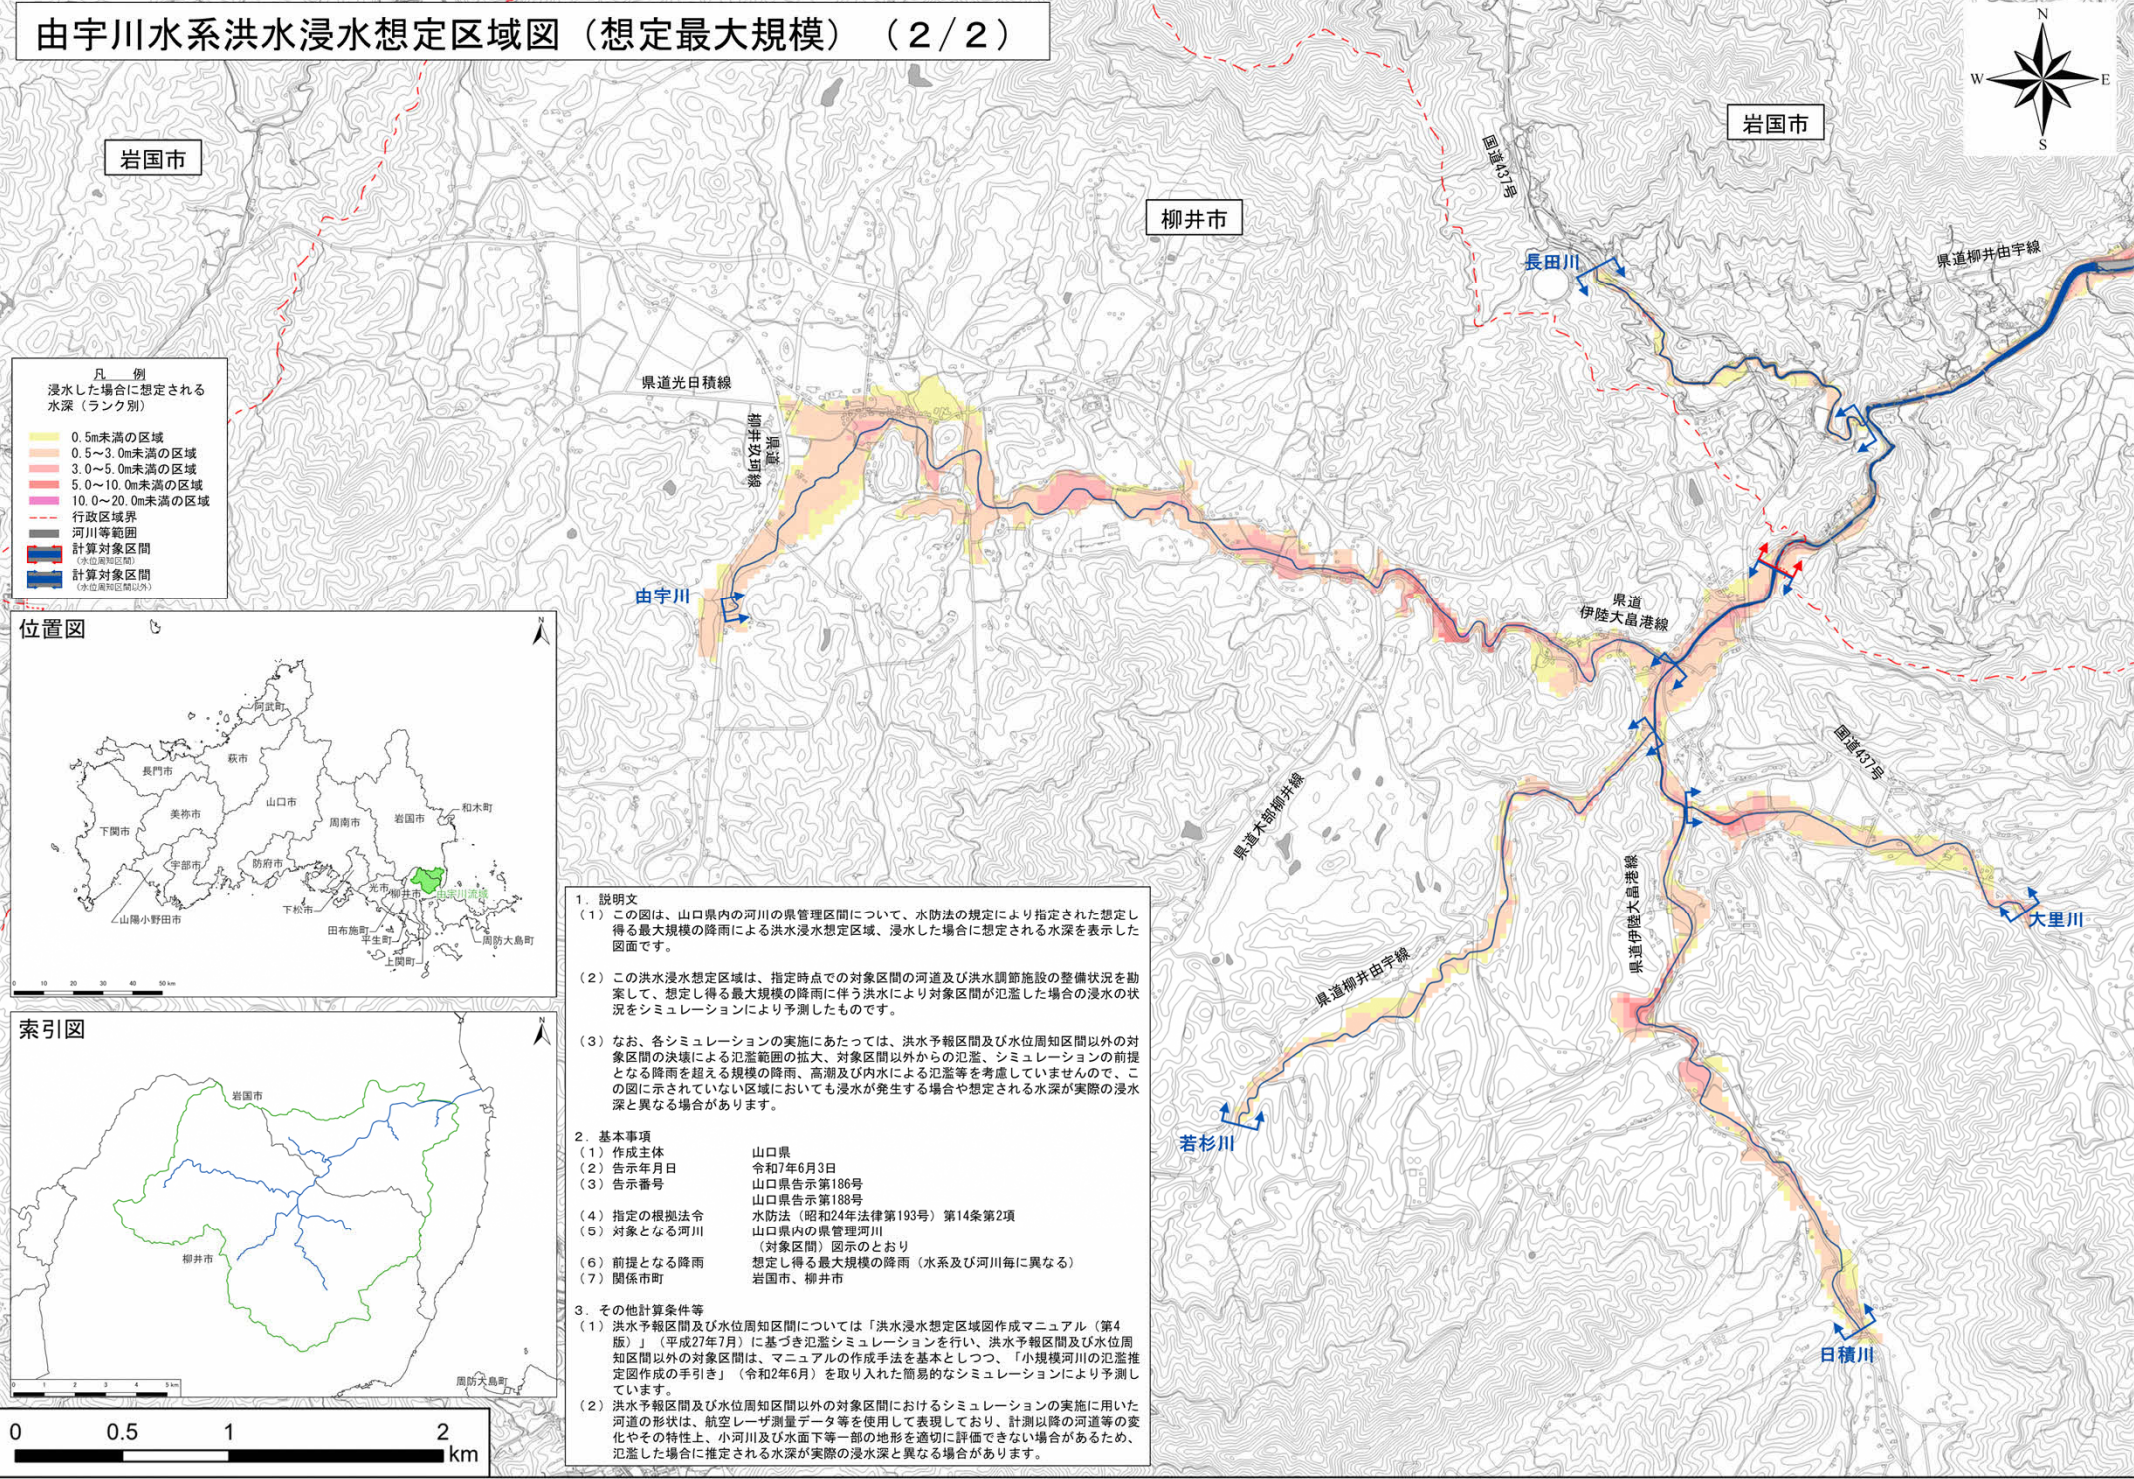 由宇川水系洪水浸水想定区域図（想定最大規模）（２/２）
N
W
E
S
岩国市
岩国市
柳井市
国道437号
長田川
県道柳井由宇線
県道光日積線
県道
柳井玖珂線
由宇川
県道
伊陸大畠港線
国道437号
県道木部柳井線
県道伊陸大畠港線
大里川
県道柳井由宇線
若杉川
日積川
凡　例
浸水した場合に想定される
水深（ランク別）
0.5m未満の区域
0.5～3.0m未満の区域
3.0～5.0m未満の区域
5.0～10.0m未満の区域
10.0～20.0m未満の区域
行政区域界
河川等範囲
計算対象区間
（水位周知区間）
計算対象区間
（水位周知区間以外）
位置図
N
阿武町
萩市
長門市
美祢市
山口市
和木町
下関市
周南市
岩国市
宇部市
防府市
光市
柳井市
由宇川流域
下松市
山陽小野田市
田布施町
平生町
周防大島町
上関町
0 10 20 30 40 50 km
索引図
N
岩国市
柳井市
周防大島町
0 1 2 3 4 5 km
0 0.5 1 2
km
１．説明文
（１）この図は、山口県内の河川の県管理区間について、水防法の規定により指定された想定し
得る最大規模の降雨による洪水浸水想定区域、浸水した場合に想定される水深を表示した
図面です。
（２）この洪水浸水想定区域は、指定時点での対象区間の河道及び洪水調節施設の整備状況を勘
案して、想定し得る最大規模の降雨に伴う洪水により対象区間が氾濫した場合の浸水の状
況をシミュレーションにより予測したものです。
（３）なお、各シミュレーションの実施にあたっては、洪水予報区間及び水位周知区間以外の対
象区間の決壊による氾濫範囲の拡大、対象区間以外からの氾濫、シミュレーションの前提
となる降雨を超える規模の降雨、高潮及び内水による氾濫等を考慮していませんので、こ
の図に示されていない区域においても浸水が発生する場合や想定される水深が実際の浸水
深と異なる場合があります。
２．基本事項
（１）作成主体　山口県
（２）告示年月日　令和7年6月3日
（３）告示番号　山口県告示第186号
山口県告示第188号
（４）指定の根拠法令　水防法（昭和24年法律第193号）第14条第2項
（５）対象となる河川　山口県内の県管理河川
（対象区間）図示のとおり
（６）前提となる降雨　想定し得る最大規模の降雨（水系及び河川毎に異なる）
（７）関係市町　岩国市、柳井市
３．その他計算条件等
（１）洪水予報区間及び水位周知区間については「洪水浸水想定区域図作成マニュアル（第4
版）」（平成27年7月）に基づき氾濫シミュレーションを行い、洪水予報区間及び水位周
知区間以外の対象区間は、マニュアルの作成手法を基本としつつ、「小規模河川の氾濫推
定図作成の手引き」（令和2年6月）を取り入れた簡易的なシミュレーションにより予測し
ています。
（２）洪水予報区間及び水位周知区間以外の対象区間におけるシミュレーションの実施に用いた
河道の形状は、航空レーザ測量データ等を使用して表現しており、計測以降の河道等の変
化やその特性上、小河川及び水面下等一部の地形を適切に評価できない場合があるため、
氾濫した場合に推定される水深が実際の浸水深と異なる場合があります。